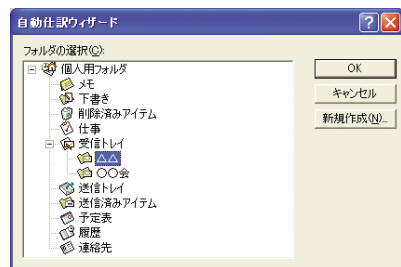 自動仕訳ウィザード
フォルダの選択(C):
個人用フォルダ
メモ
下書き
削除済みアイテム
仕事
受信トレイ
△△
○○会
送信トレイ
送信済みアイテム
予定表
履歴
連絡先
OK
キャンセル
新規作成(N)...